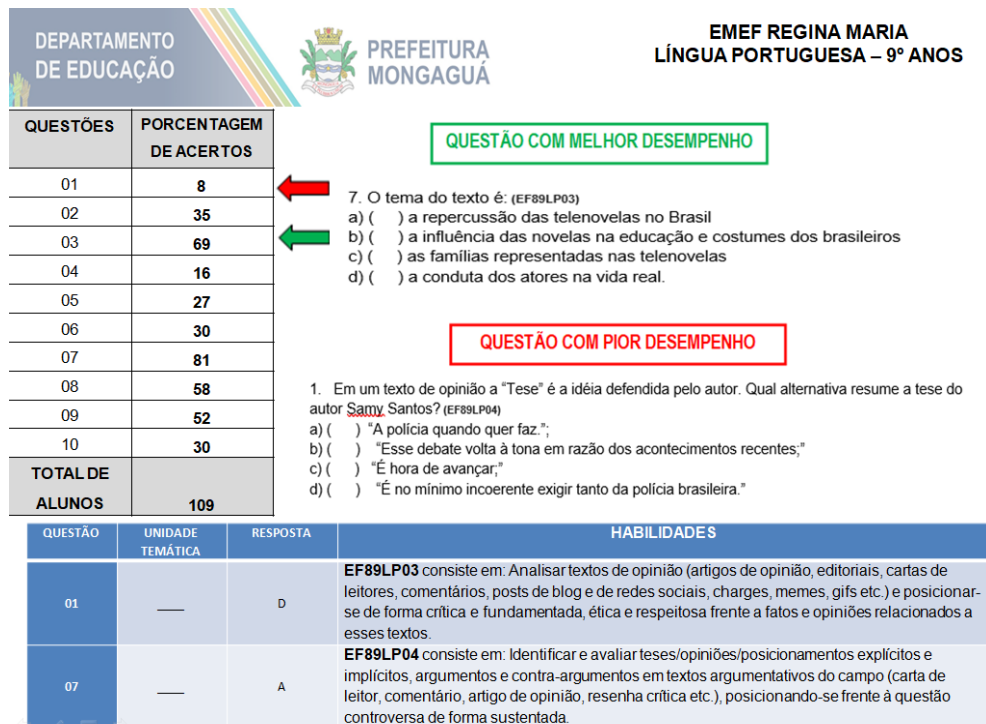 DEPARTAMENTO
DE EDUCAÇÃO
PREFEITURA
MONGAGUÁ
EMEF REGINA MARIA
LÍNGUA PORTUGUESA – 9º ANOS
QUESTÕES PORCENTAGEM
DE ACERTOS
01 8
02 35
03 69
04 16
05 27
06 30
07 81
08 58
09 52
10 30
TOTAL DE
ALUNOS 109
QUESTÃO COM MELHOR DESEMPENHO
7. O tema do texto é: (EF89LP03)
a) ( ) a repercussão das telenovelas no Brasil
b) ( ) a influência das novelas na educação e costumes dos brasileiros
c) ( ) as famílias representadas nas telenovelas
d) ( ) a conduta dos atores na vida real.
QUESTÃO COM PIOR DESEMPENHO
1. Em um texto de opinião a “Tese” é a idéia defendida pelo autor. Qual alternativa resume a tese do
autor Samy Santos? (EF89LP04)
a) ( ) “A polícia quando quer faz.”;
b) ( ) “Esse debate volta à tona em razão dos acontecimentos recentes;”
c) ( ) “É hora de avançar;”
d) ( ) “É no mínimo incoerente exigir tanto da polícia brasileira.”
QUESTÃO UNIDADE RESPOSTA HABILIDADES
TEMÁTICA
EF89LP03 consiste em: Analisar textos de opinião (artigos de opinião, editoriais, cartas de
leitores, comentários, posts de blog e de redes sociais, charges, memes, gifs etc.) e posicionar-
01 ___ D
se de forma crítica e fundamentada, ética e respeitosa frente a fatos e opiniões relacionados a
esses textos.
EF89LP04 consiste em: Identificar e avaliar teses/opiniões/posicionamentos explícitos e
implícitos, argumentos e contra-argumentos em textos argumentativos do campo (carta de
07 ___ A
leitor, comentário, artigo de opinião, resenha crítica etc.), posicionando-se frente à questão
controversa de forma sustentada.